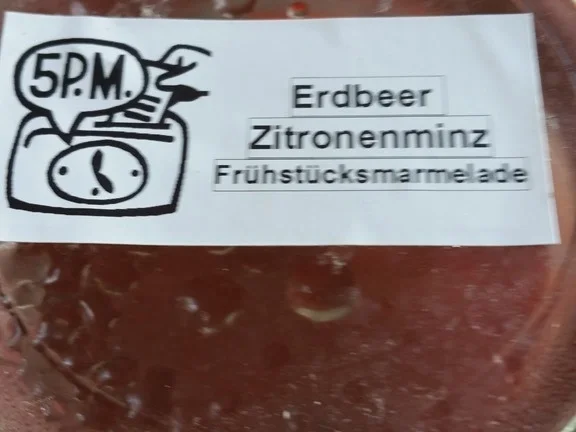 5P.M.
Erdbeer
Zitronenminz
Frühstücksmarmelade